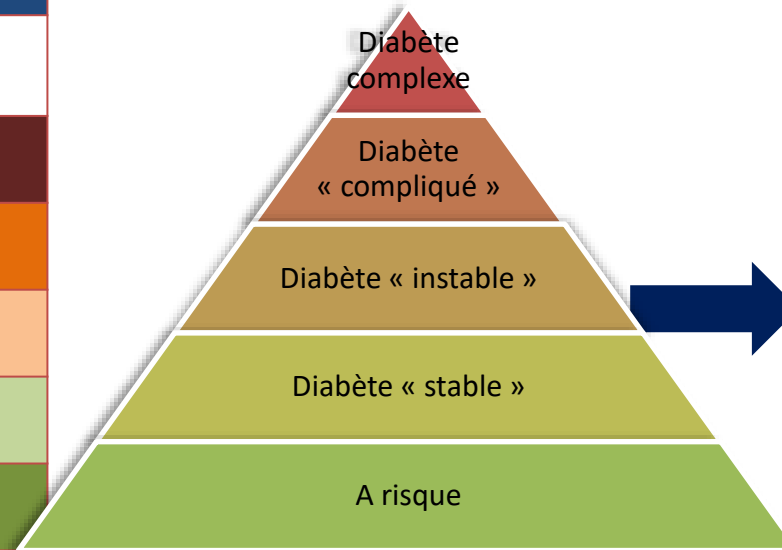 Diabète
complexe
Diabète
« compliqué »
Diabète « instable »
Diabète « stable »
A risque